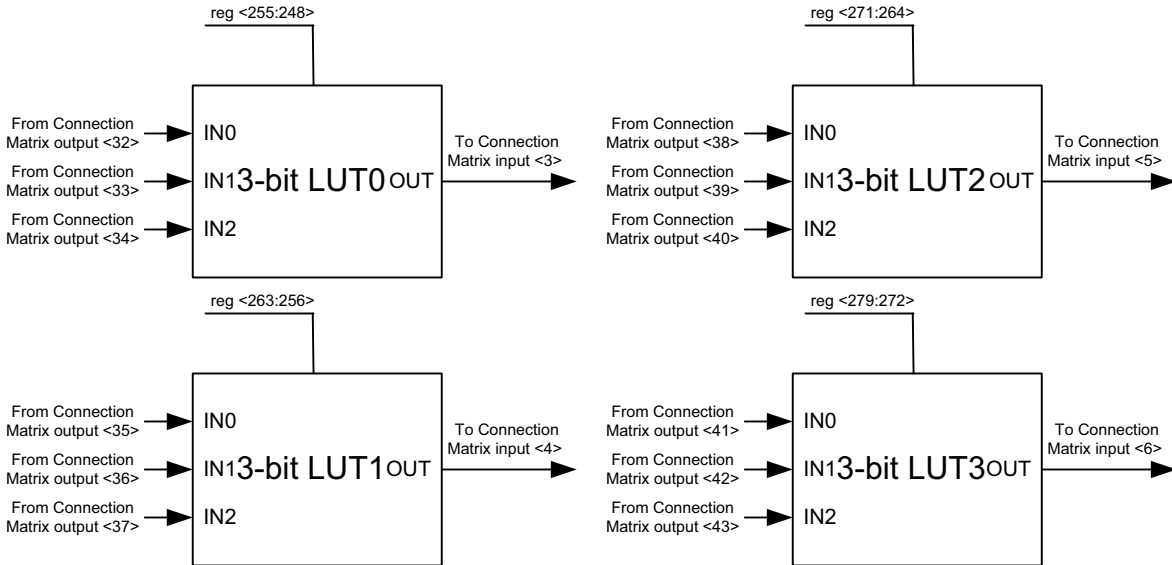 reg <255:248>
From Connection
Matrix output <32>
IN0
From Connection
Matrix output <33>
IN1
From Connection
Matrix output <34>
IN2
3-bit LUT0
OUT
To Connection
Matrix input <3>
reg <271:264>
From Connection
Matrix output <38>
IN0
From Connection
Matrix output <39>
IN1
From Connection
Matrix output <40>
IN2
3-bit LUT2
OUT
To Connection
Matrix input <5>
reg <263:256>
From Connection
Matrix output <35>
IN0
From Connection
Matrix output <36>
IN1
From Connection
Matrix output <37>
IN2
3-bit LUT1
OUT
To Connection
Matrix input <4>
reg <279:272>
From Connection
Matrix output <41>
IN0
From Connection
Matrix output <42>
IN1
From Connection
Matrix output <43>
IN2
3-bit LUT3
OUT
To Connection
Matrix input <6>